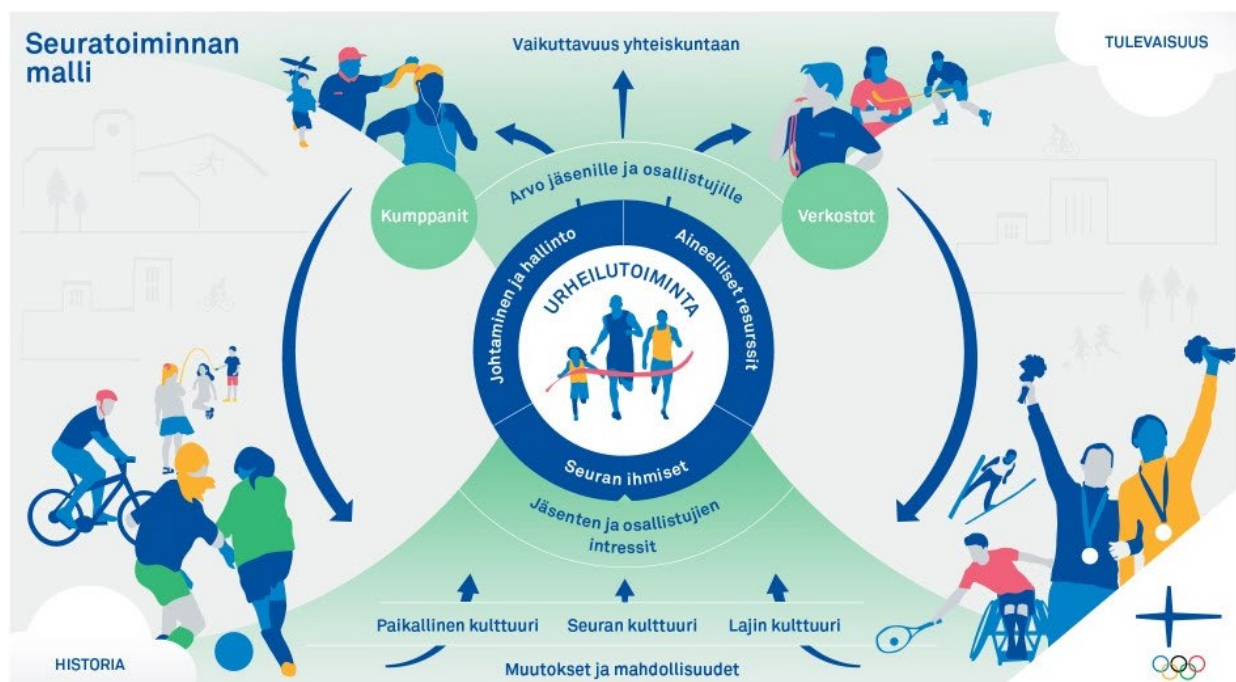 Seuratoiminnan
malli
Vaikuttavuus yhteiskuntaan
TULEVAISUUS
Arvo jäsenille ja osallistujille
Kumppanit
Verkostot
Johtaminen ja hallinto
Aineelliset resurssit
URHEILUTOIMINTA
Seuran ihmiset
Jäsenten ja osallistujien
intressit
Paikallinen kulttuuri
Seuran kulttuuri
Lajin kulttuuri
HISTORIA
Muutokset ja mahdollisuudet